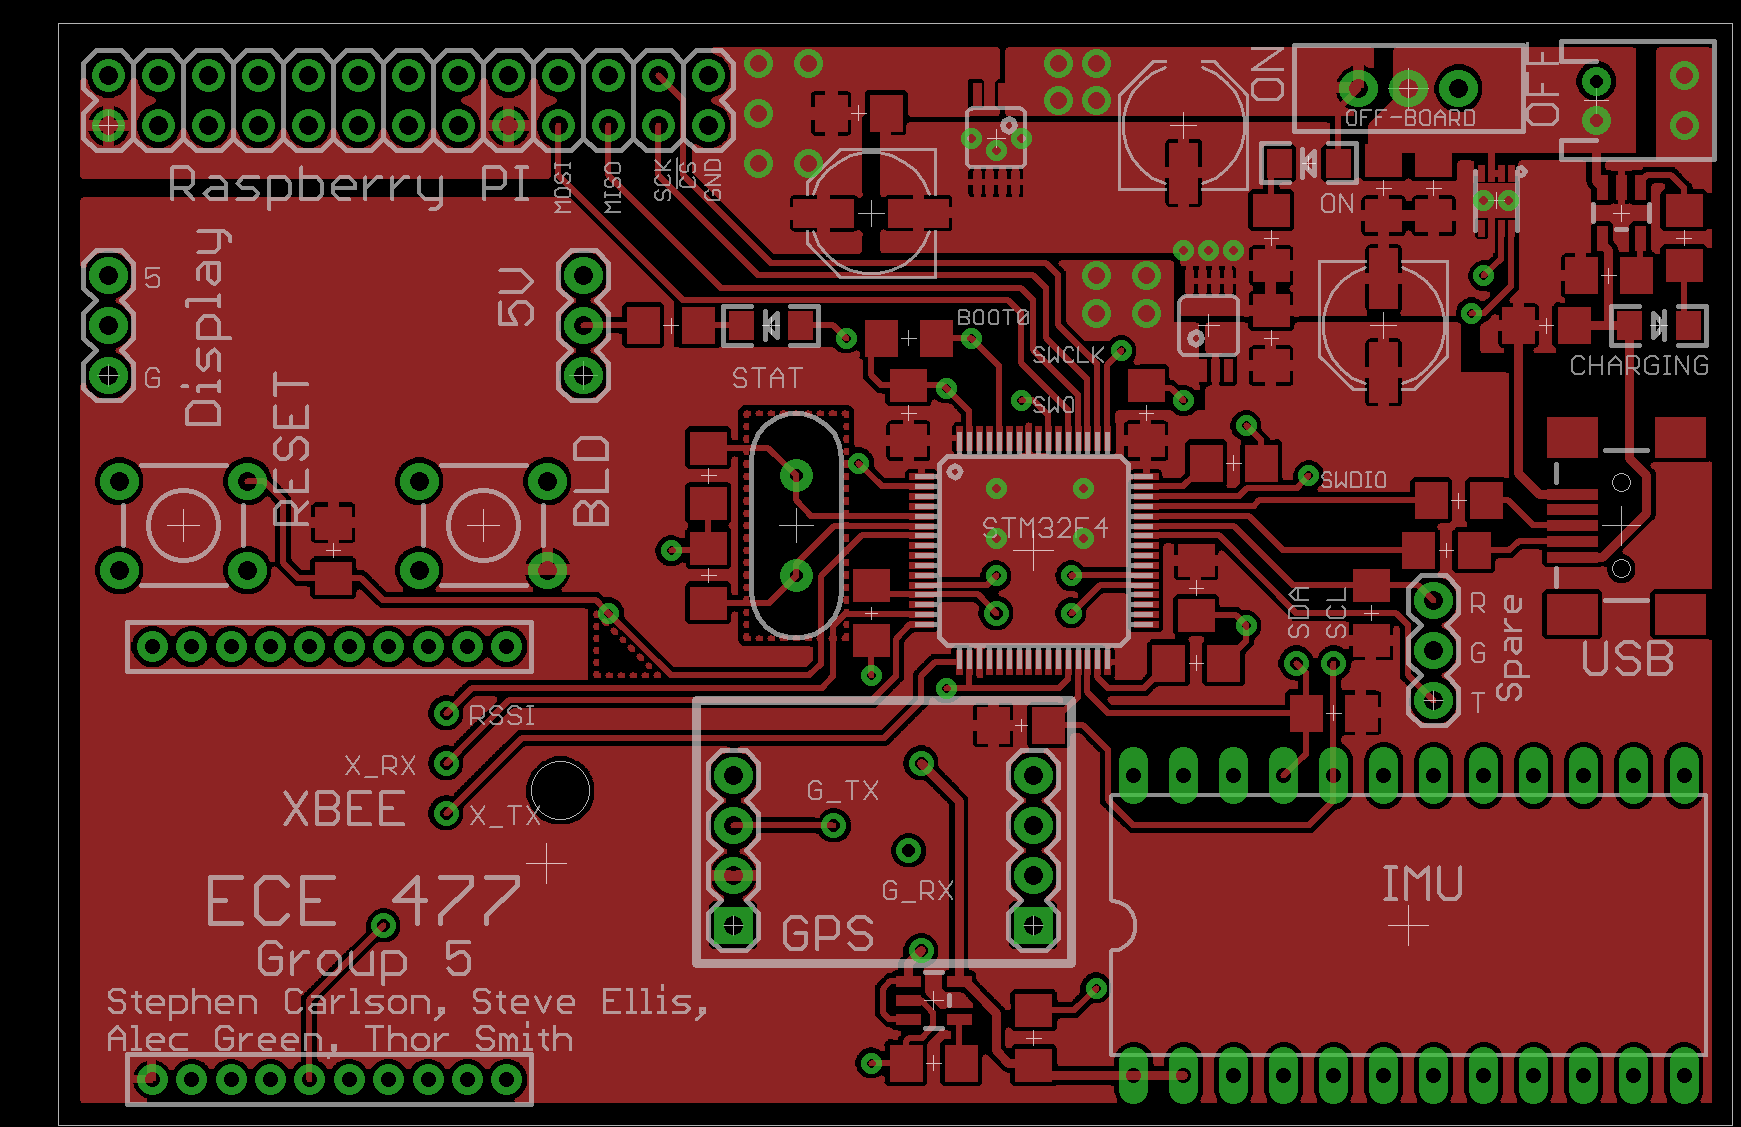 ON
OFF
OFF-BOARD
Raspberry PI
MOSI
MISO
SCK
CS
GND
ON
5
G
Display
5V
BOOT0
SWCLK
STAT
SWO
CHARGING
RESET
BLD
SWDIO
STM32F4
SDA
SCL
R
G
T
Spare
USB
RSSI
X_RX
XBEE
X_TX
G_TX
G_RX
GPS
IMU
ECE 477
Group 5
Stephen Carlson, Steve Ellis,
Alec Green, Thor Smith